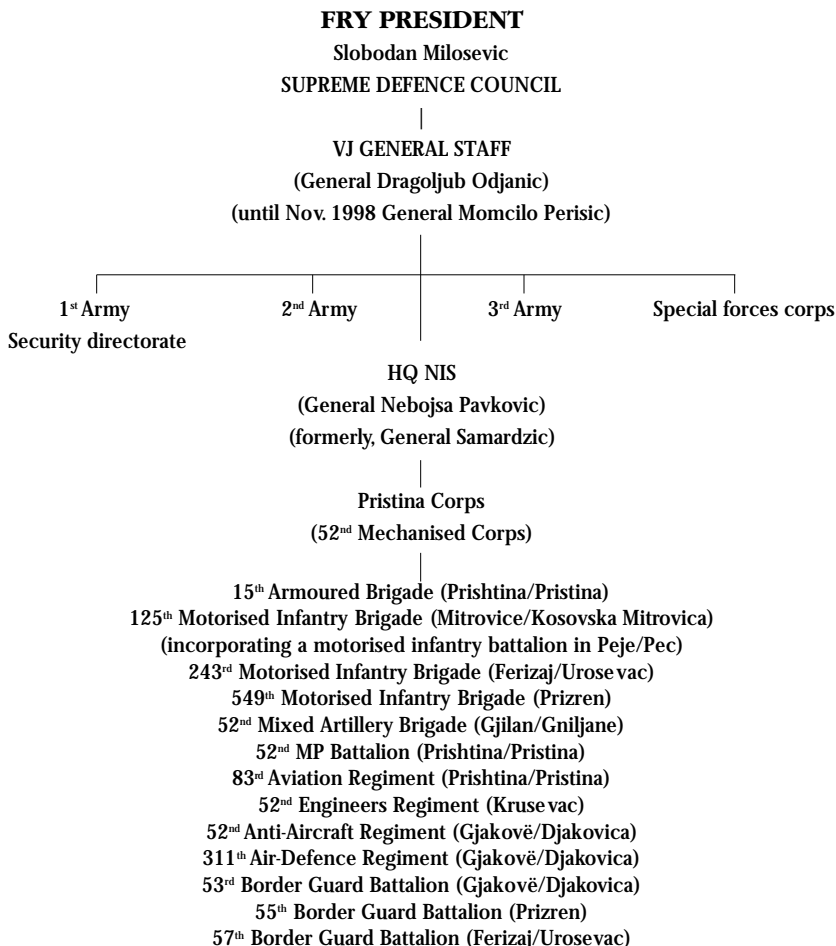 FRY PRESIDENT
Slobodan Milosevic
SUPREME DEFENCE COUNCIL
VJ GENERAL STAFF
(General Dragoljub Odjanic)
(until Nov. 1998 General Momcilo Perisic)
1st Army 2nd Army 3rd Army Special forces corps
Security directorate
HQ NIS
(General Nebojsa Pavkovic)
(formerly, General Samardzic)
Pristina Corps
(52nd Mechanised Corps)
15th Armoured Brigade (Prishtina/Pristina)
125th Motorised Infantry Brigade (Mitrovice/Kosovska Mitrovica)
(incorporating a motorised infantry battalion in Peje/Pec)
243rd Motorised Infantry Brigade (Ferizaj/Urosevac)
549th Motorised Infantry Brigade (Prizren)
52nd Mixed Artillery Brigade (Gjilan/Gniljane)
52nd MP Battalion (Prishtina/Pristina)
83rd Aviation Regiment (Prishtina/Pristina)
52nd Engineers Regiment (Krusevac)
52nd Anti-Aircraft Regiment (Gjakovë/Djakovica)
311th Air-Defence Regiment (Gjakovë/Djakovica)
53rd Border Guard Battalion (Gjakovë/Djakovica)
55th Border Guard Battalion (Prizren)
57th Border Guard Battalion (Ferizaj/Urosevac)